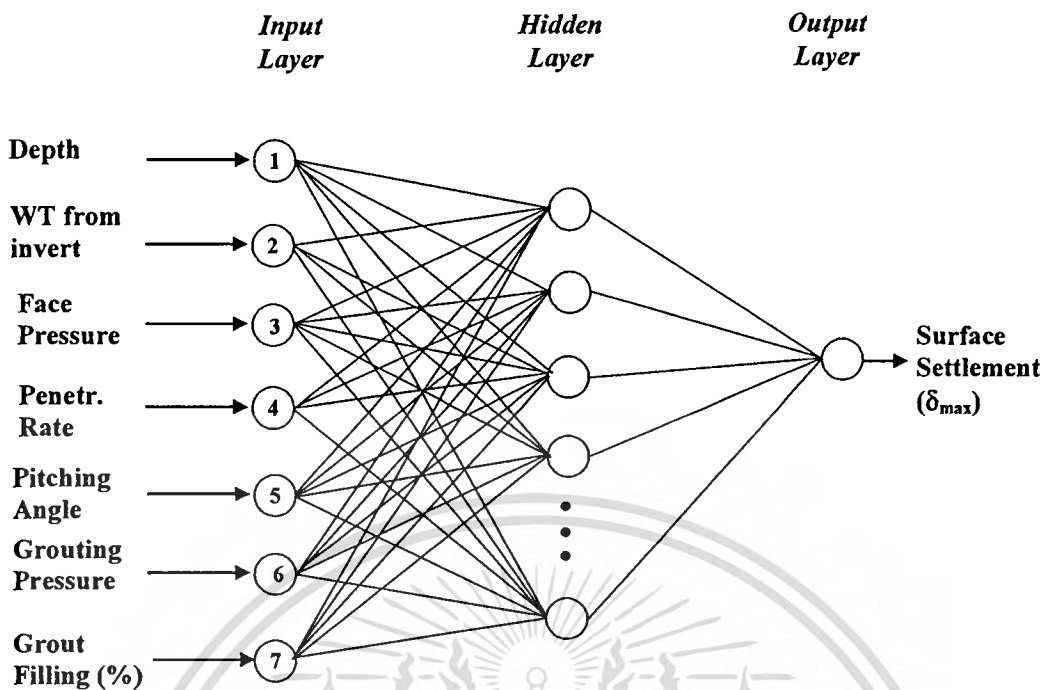 Input
Layer
Hidden
Layer
Output
Layer
Depth
1
WT from
invert
2
Face
Pressure
3
Penetr.
Rate
4
Pitching
Angle
5
Grouting
Pressure
6
Grout
Filling (%)
7
Surface
Settlement
(δmax)